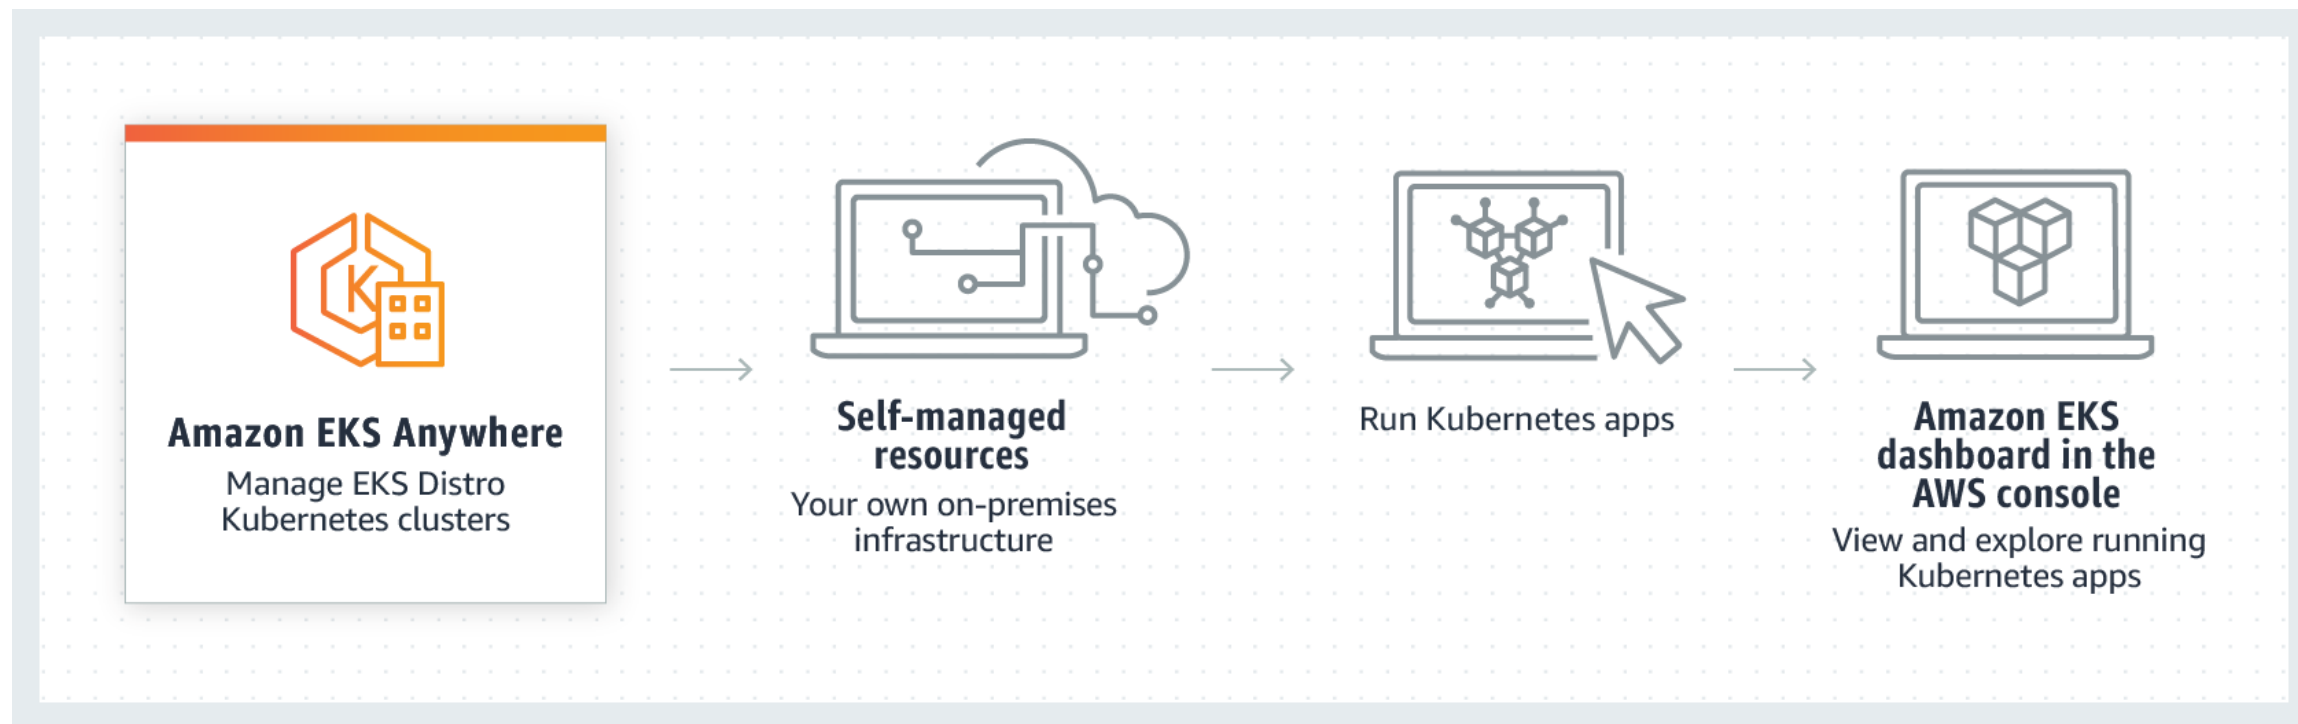 K
Amazon EKS Anywhere
Manage EKS Distro
Kubernetes clusters
Self-managed
resources
Your own on-premises
infrastructure
Run Kubernetes apps
Amazon EKS
dashboard in the
AWS console
View and explore running
Kubernetes apps